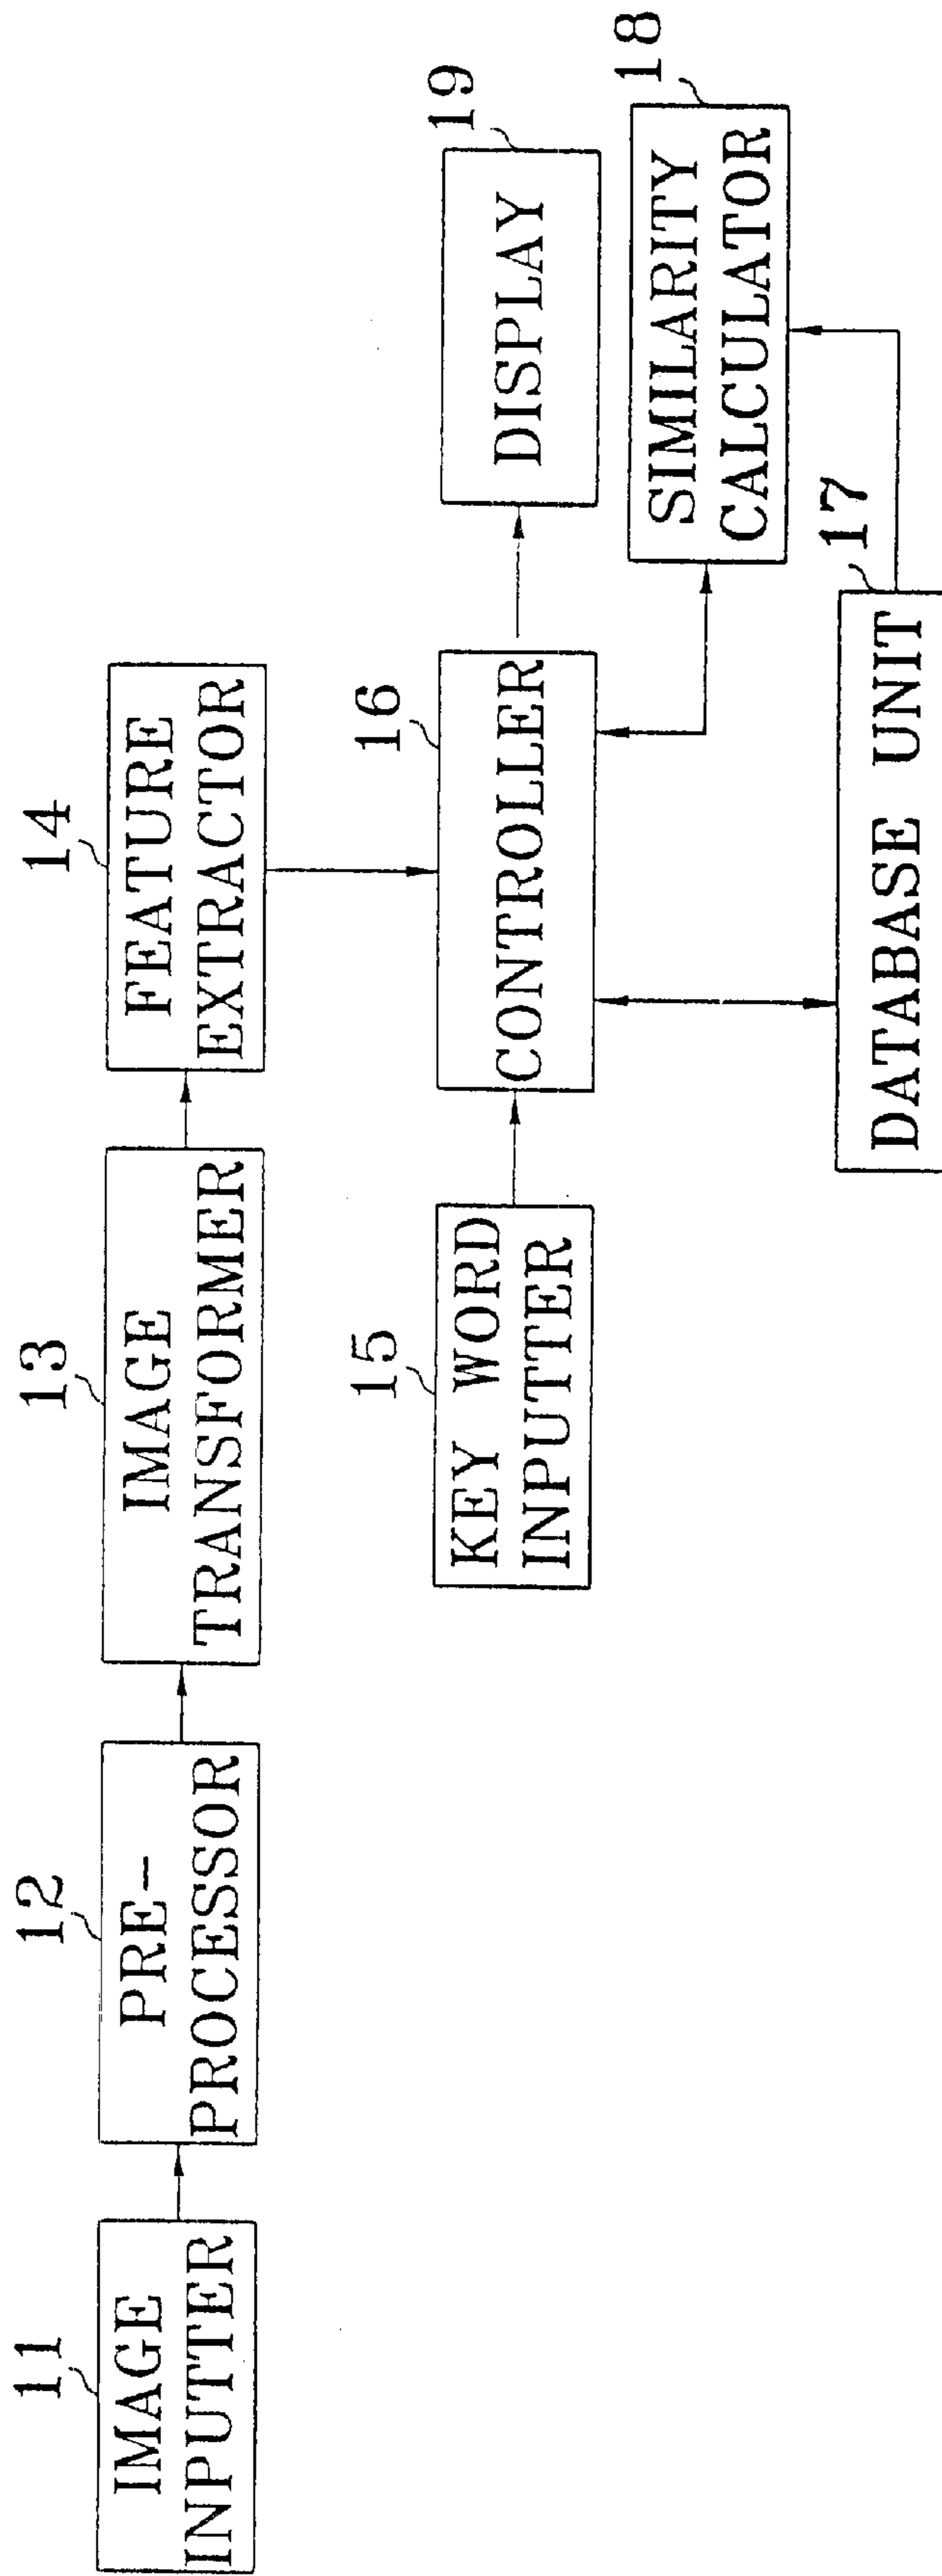 11
IMAGE
INPUTTER
12
PRE-
PROCESSOR
13
IMAGE
TRANSFORMER
14
FEATURE
EXTRACTOR
15
KEY WORD
INPUTTER
16
CONTROLLER
19
DISPLAY
18
SIMILARITY
CALCULATOR
17
DATABASE UNIT